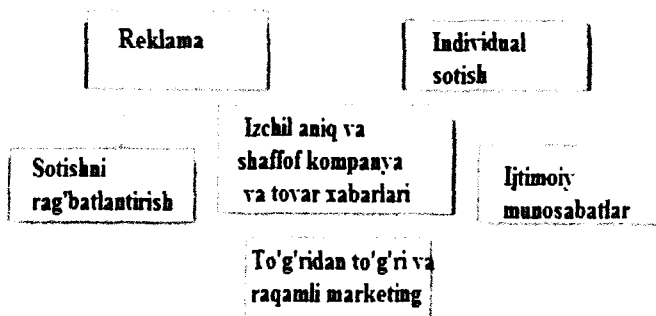 Reklama
Individual
sotish
Izchil aniq va
shaffof kompanya
va tovar xabarlari
Sotishni
rag'batlantirish
Ijtimoiy
munosabatlar
To'g'ridan to'g'ri va
raqamli marketing